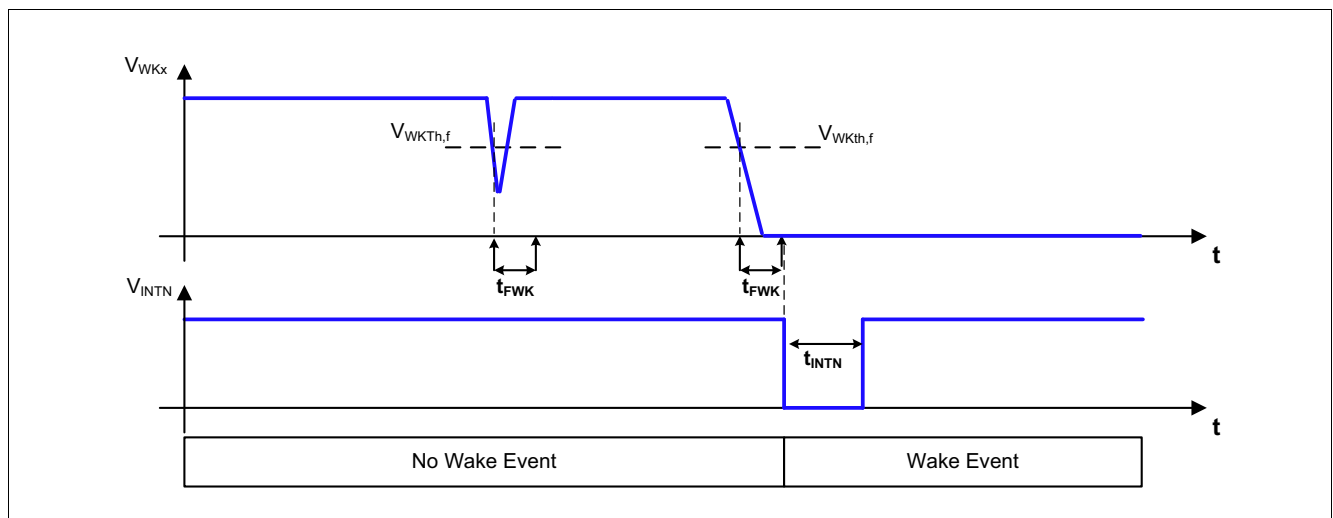 VWKx
VWKTh,f
VWKth,f
t
tFWK
tFWK
VINTN
tINTN
t
No Wake Event
Wake Event